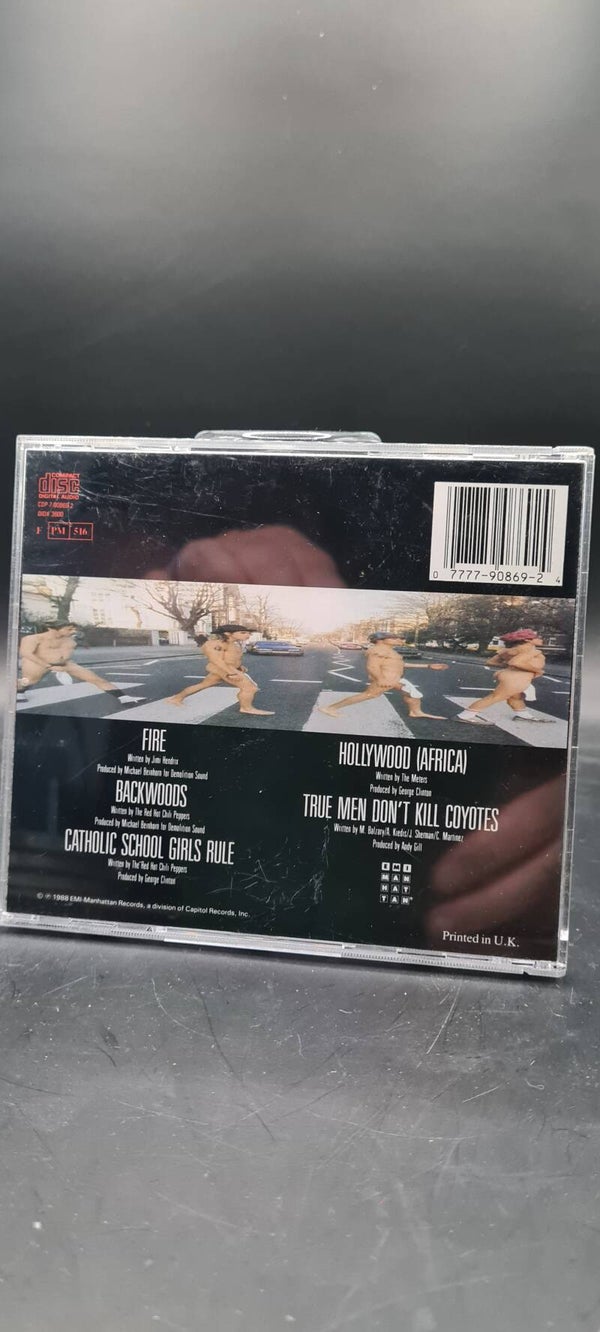 COMPACT
disc
DIGITAL AUDIO
CDP 7 90869 2
DIDX 3800
F PM 516
0 7777-90869-2 4
FIRE
Written by Jimi Hendrix
Produced by Michael Beinhorn for Demolition Sound
BACKWOODS
Written by The Red Hot Chili Peppers
Produced by Michael Beinhorn for Demolition Sound
CATHOLIC SCHOOL GIRLS RULE
Written by The Red Hot Chili Peppers
Produced by George Clinton
HOLLYWOOD (AFRICA)
Written by The Meters
Produced by George Clinton
TRUE MEN DON'T KILL COYOTES
Written by M. Balzary/A. Kiedis/J. Sherman/C. Martinez
Produced by Andy Gill
EMI
MAN
HAT
TAN
© ℗ 1988 EMI-Manhattan Records, a division of Capitol Records, Inc.
Printed in U.K.